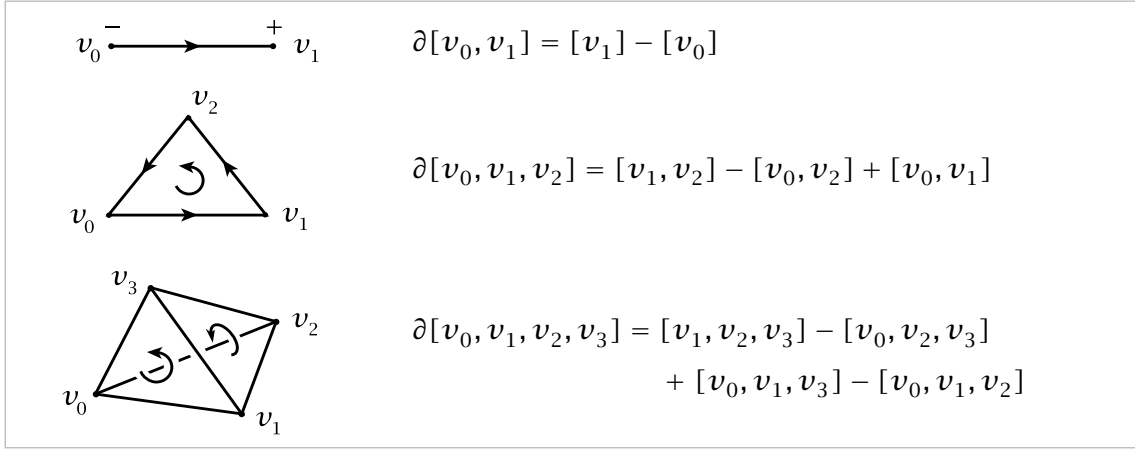 − +
v₀ v₁ ∂[v₀, v₁] = [v₁] − [v₀]
v₂
∂[v₀, v₁, v₂] = [v₁, v₂] − [v₀, v₂] + [v₀, v₁]
v₀ v₁
v₃
v₂ ∂[v₀, v₁, v₂, v₃] = [v₁, v₂, v₃] − [v₀, v₂, v₃]
+ [v₀, v₁, v₃] − [v₀, v₁, v₂]
v₀
v₁